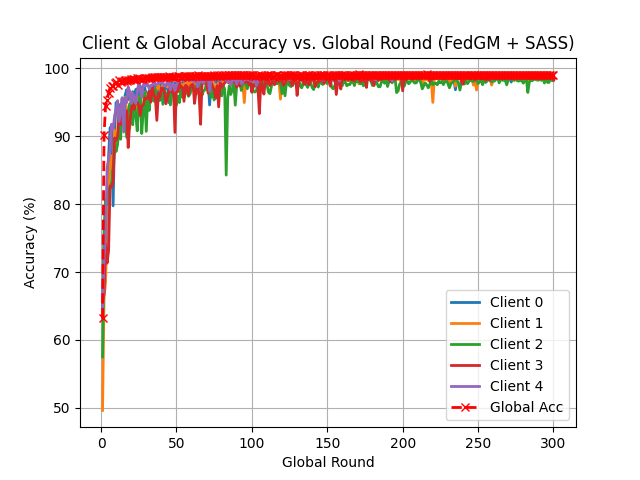 Client & Global Accuracy vs. Global Round (FedGM + SASS)
Accuracy (%)
100
90
80
70
60
50
0
50
100
150
200
250
300
Global Round
Client 0
Client 1
Client 2
Client 3
Client 4
Global Acc